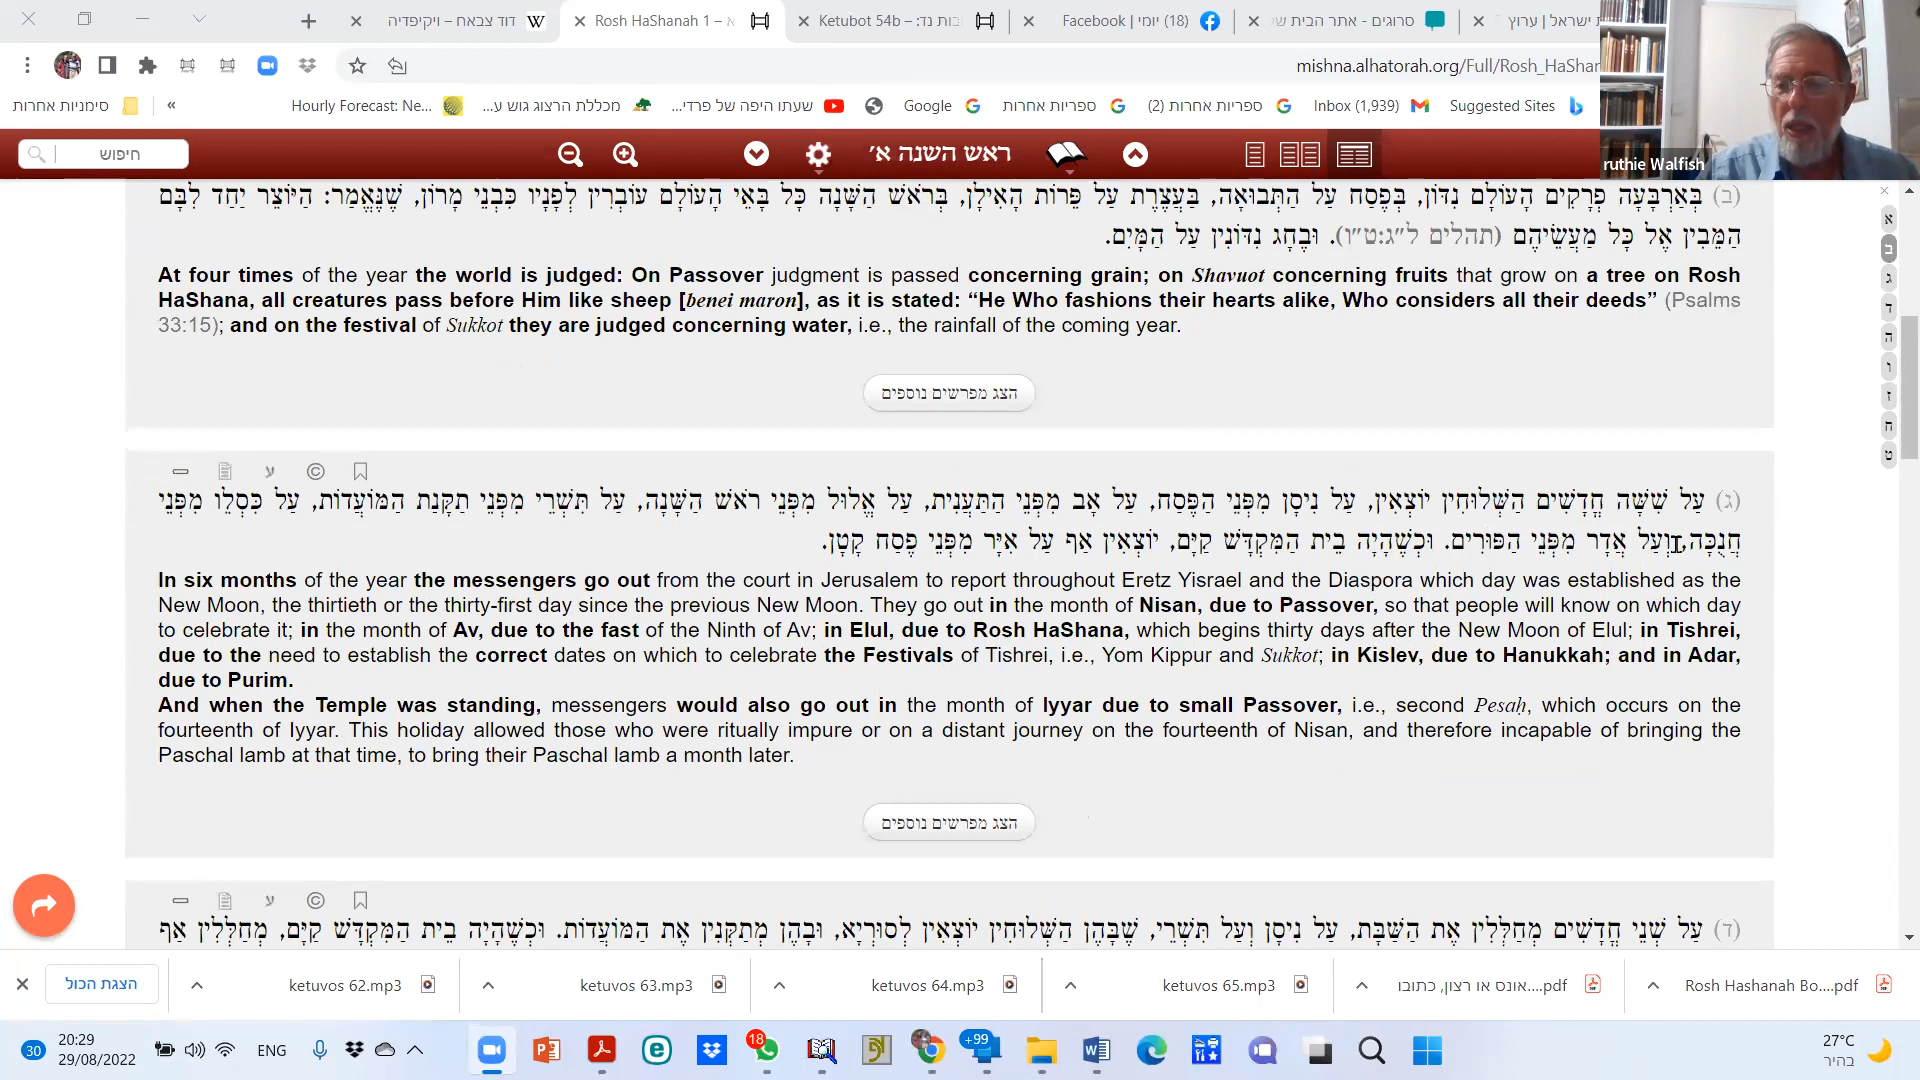 דוד צבאח – ויקיפדיה
Rosh HaShanah 1 – א
Ketubot 54b – :כתובות נד
(18) יומי | Facebook
סרוגים - אתר הבית של
ת ישראל | ערוץ 7
mishna.alhatorah.org/Full/Rosh_HaShan
סימניות אחרות
«
Hourly Forecast: Ne...
מכללת הרצוג גוש ע...
שעתו היפה של פרדי...
Google
ספריות אחרות
ספריות אחרות (2)
Inbox (1,939)
Suggested Sites
ruthie Walfish
חיפוש
ראש השנה א׳
(ב) בְּאַרְבָּעָה פְרָקִים הָעוֹלָם נִדּוֹן, בְּפֶסַח עַל הַתְּבוּאָה, בַּעֲצֶרֶת עַל פֵּרוֹת הָאִילָן, בְּרֹאשׁ הַשָּׁנָה כָּל בָּאֵי הָעוֹלָם עוֹבְרִין לְפָנָיו כִּבְנֵי מָרוֹן, שֶׁנֶּאֱמַר: הַיּוֹצֵר יַחַד לִבָּם
הַמֵּבִין אֶל כָּל מַעֲשֵׂיהֶם (תהלים ל״ג:ט״ו). וּבֶחָג נִדּוֹנִין עַל הַמַּיִם.
At four times of the year the world is judged: On Passover judgment is passed concerning grain; on Shavuot concerning fruits that grow on a tree on Rosh
HaShana, all creatures pass before Him like sheep [benei maron], as it is stated: “He Who fashions their hearts alike, Who considers all their deeds” (Psalms
33:15); and on the festival of Sukkot they are judged concerning water, i.e., the rainfall of the coming year.
הצג מפרשים נוספים
א
ב
ג
ד
ה
ו
ז
ח
ט
ע
(ג) עַל שִׁשָּׁה חֳדָשִׁים הַשְּׁלוּחִין יוֹצְאִין, עַל נִיסָן מִפְּנֵי הַפֶּסַח, עַל אָב מִפְּנֵי הַתַּעֲנִית, עַל אֱלוּל מִפְּנֵי רֹאשׁ הַשָּׁנָה, עַל תִּשְׁרֵי מִפְּנֵי תַקָּנַת הַמּוֹעֲדוֹת, עַל כִּסְלֵו מִפְּנֵי
חֲנֻכָּה, וְעַל אֲדָר מִפְּנֵי הַפּוּרִים. וּכְשֶׁהָיָה בֵית הַמִּקְדָּשׁ קַיָּם, יוֹצְאִין אַף עַל אִיָּר מִפְּנֵי פֶסַח קָטָן.
In six months of the year the messengers go out from the court in Jerusalem to report throughout Eretz Yisrael and the Diaspora which day was established as the
New Moon, the thirtieth or the thirty-first day since the previous New Moon. They go out in the month of Nisan, due to Passover, so that people will know on which day
to celebrate it; in the month of Av, due to the fast of the Ninth of Av; in Elul, due to Rosh HaShana, which begins thirty days after the New Moon of Elul; in Tishrei,
due to the need to establish the correct dates on which to celebrate the Festivals of Tishrei, i.e., Yom Kippur and Sukkot; in Kislev, due to Hanukkah; and in Adar,
due to Purim.
And when the Temple was standing, messengers would also go out in the month of Iyyar due to small Passover, i.e., second Pesaḥ, which occurs on the
fourteenth of Iyyar. This holiday allowed those who were ritually impure or on a distant journey on the fourteenth of Nisan, and therefore incapable of bringing the
Paschal lamb at that time, to bring their Paschal lamb a month later.
הצג מפרשים נוספים
ע
(ד) עַל שְׁנֵי חֳדָשִׁים מְחַלְּלִין אֶת הַשַּׁבָּת, עַל נִיסָן וְעַל תִּשְׁרֵי, שֶׁבָּהֶן הַשְּׁלוּחִין יוֹצְאִין לְסוּרְיָא, וּבָהֶן מְתַקְּנִין אֶת הַמּוֹעֲדוֹת. וּכְשֶׁהָיָה בֵית הַמִּקְדָּשׁ קַיָּם, מְחַלְּלִין אַף
הצגת הכול
ketuvos 62.mp3
ketuvos 63.mp3
ketuvos 64.mp3
ketuvos 65.mp3
אונס או רצון, כתובו....pdf
Rosh Hashanah Bo....pdf
30
20:29
29/08/2022
ENG
18
+99
27°C
בהיר